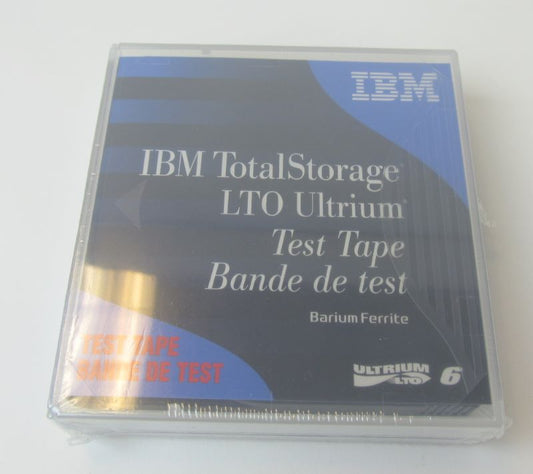 IBM
IBM TotalStorage®
LTO Ultrium®
Test Tape
Bande de test
Barium Ferrite
TEST TAPE
BANDE DE TEST
ULTRIUM
LTO
6